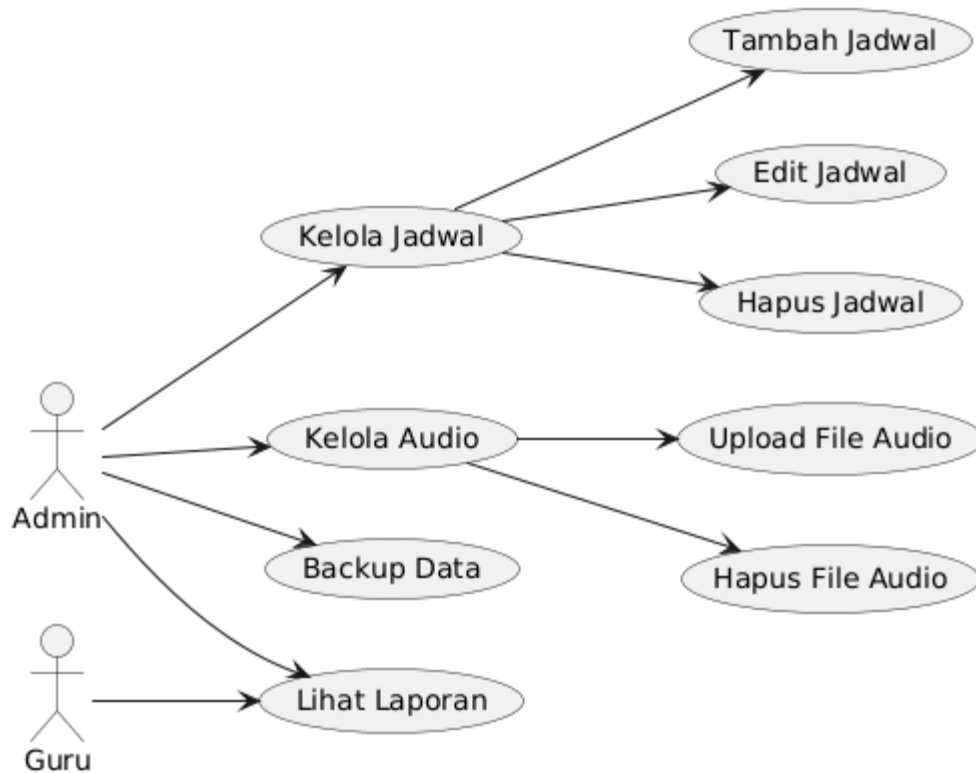 Tambah Jadwal
Edit Jadwal
Kelola Jadwal
Hapus Jadwal
Kelola Audio
Upload File Audio
Admin
Backup Data
Hapus File Audio
Lihat Laporan
Guru